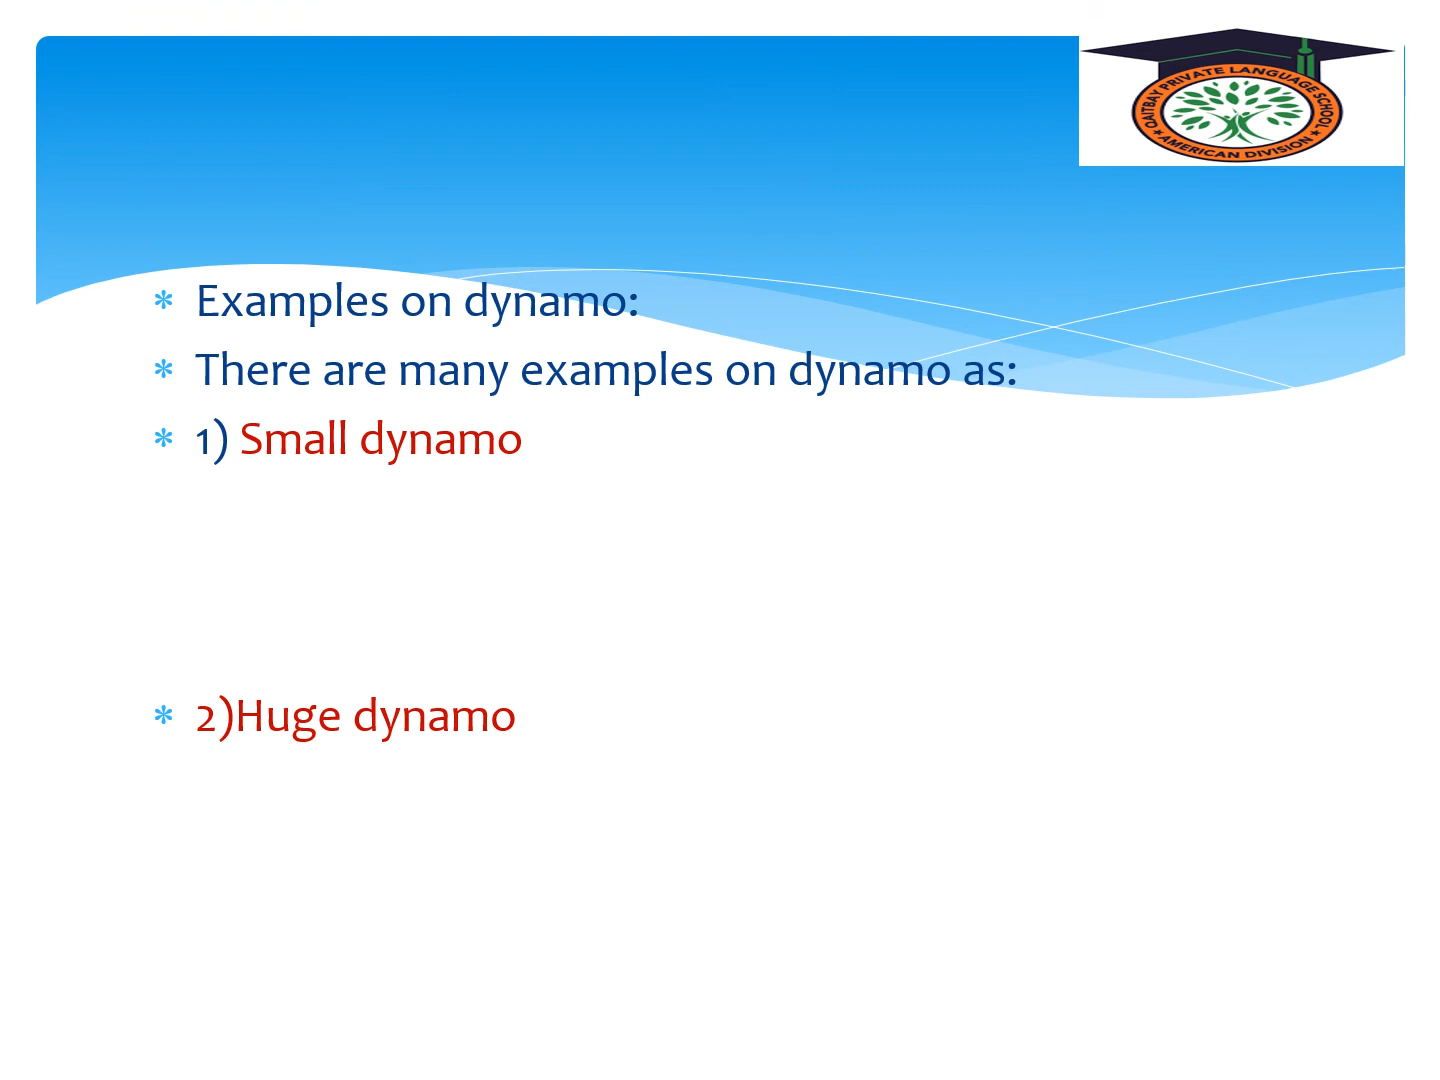 QAITBAY PRIVATE LANGUAGE SCHOOL
AMERICAN DIVISION
Examples on dynamo:
There are many examples on dynamo as:
1) Small dynamo
2)Huge dynamo